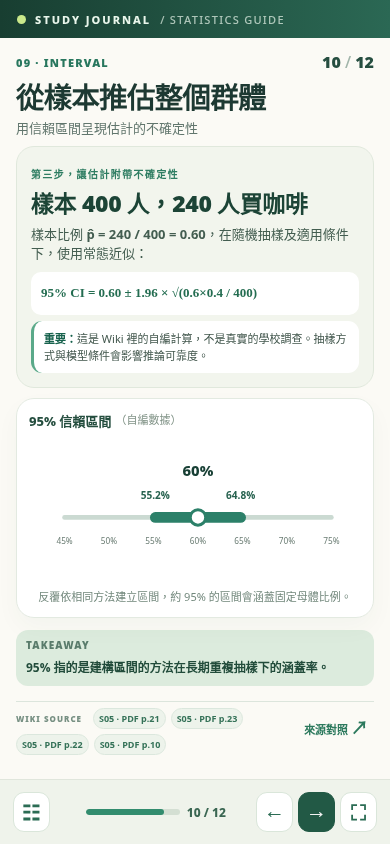 STUDY JOURNAL / STATISTICS GUIDE
09 · INTERVAL
10 / 12
從樣本推估整個群體
用信賴區間呈現估計的不確定性
第三步，讓估計附帶不確定性
樣本 400 人，240 人買咖啡
樣本比例 p̂ = 240 / 400 = 0.60，在隨機抽樣及適用條件
下，使用常態近似：
95% CI = 0.60 ± 1.96 × √(0.6×0.4 / 400)
重要：這是 Wiki 裡的自編計算，不是真實的學校調查。抽樣方
式與模型條件會影響推論可靠度。
95% 信賴區間 （自編數據）
60%
55.2% 64.8%
45% 50% 55% 60% 65% 70% 75%
反覆依相同方法建立區間，約 95% 的區間會涵蓋固定母體比例。
TAKEAWAY
95% 指的是建構區間的方法在長期重複抽樣下的涵蓋率。
WIKI SOURCE S05 · PDF p.21 S05 · PDF p.23
S05 · PDF p.22 S05 · PDF p.10
來源對照 ↗
10 / 12
← →